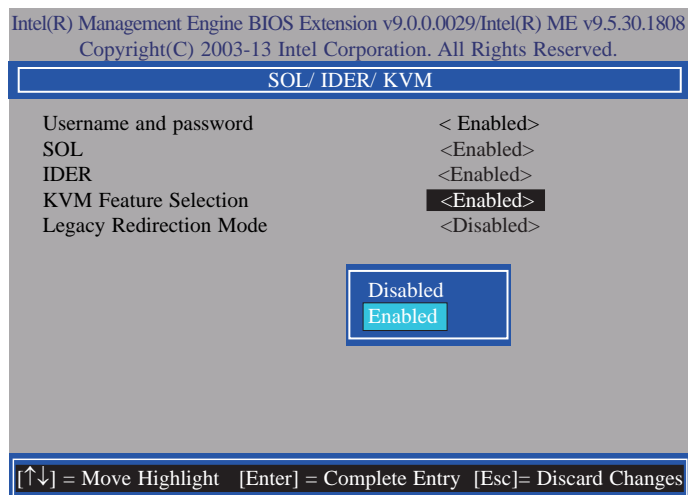 Intel(R) Management Engine BIOS Extension v9.0.0.0029/Intel(R) ME v9.5.30.1808
Copyright(C) 2003-13 Intel Corporation. All Rights Reserved.
SOL/ IDER/ KVM
Username and password < Enabled>
SOL <Enabled>
IDER <Enabled>
KVM Feature Selection <Enabled>
Legacy Redirection Mode <Disabled>
Disabled
Enabled
[↑↓] = Move Highlight [Enter] = Complete Entry [Esc]= Discard Changes